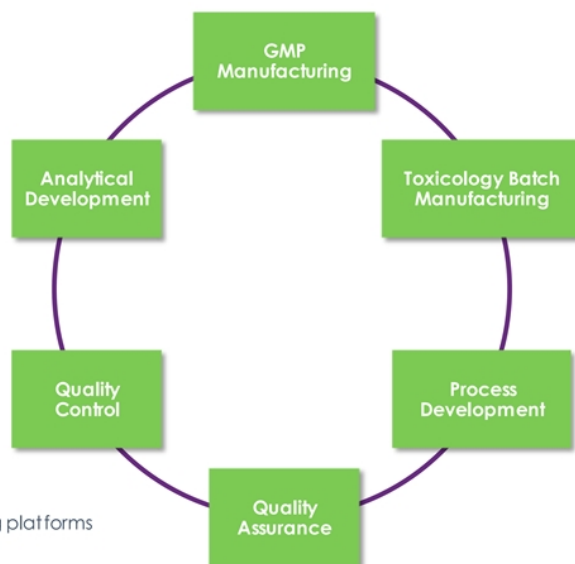 GMP
Manufacturing
Analytical
Development
Toxicology Batch
Manufacturing
Quality
Control
Process
Development
Quality
Assurance
platforms